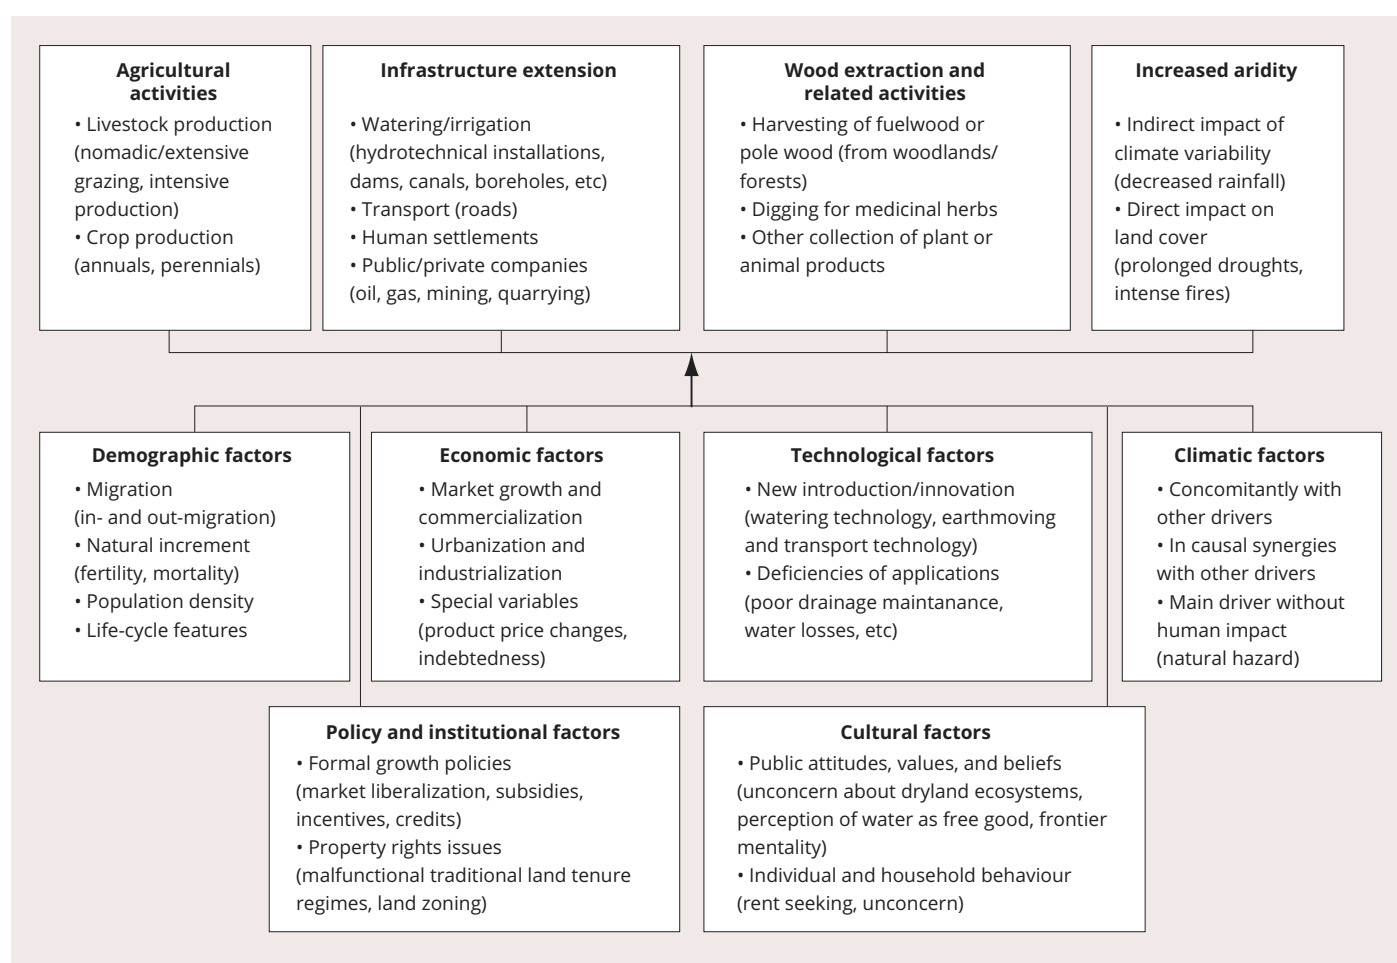 Agricultural
activities
• Livestock production
(nomadic/extensive
grazing, intensive
production)
• Crop production
(annuals, perennials)
Infrastructure extension
• Watering/irrigation
(hydrotechnical installations,
dams, canals, boreholes, etc)
• Transport (roads)
• Human settlements
• Public/private companies
(oil, gas, mining, quarrying)
Wood extraction and
related activities
• Harvesting of fuelwood or
pole wood (from woodlands/
forests)
• Digging for medicinal herbs
• Other collection of plant or
animal products
Increased aridity
• Indirect impact of
climate variability
(decreased rainfall)
• Direct impact on
land cover
(prolonged droughts,
intense fires)
Demographic factors
• Migration
(in- and out-migration)
• Natural increment
(fertility, mortality)
• Population density
• Life-cycle features
Economic factors
• Market growth and
commercialization
• Urbanization and
industrialization
• Special variables
(product price changes,
indebtedness)
Technological factors
• New introduction/innovation
(watering technology, earthmoving
and transport technology)
• Deficiencies of applications
(poor drainage maintanance,
water losses, etc)
Climatic factors
• Concomitantly with
other drivers
• In causal synergies
with other drivers
• Main driver without
human impact
(natural hazard)
Policy and institutional factors
• Formal growth policies
(market liberalization, subsidies,
incentives, credits)
• Property rights issues
(malfunctional traditional land tenure
regimes, land zoning)
Cultural factors
• Public attitudes, values, and beliefs
(unconcern about dryland ecosystems,
perception of water as free good, frontier
mentality)
• Individual and household behaviour
(rent seeking, unconcern)